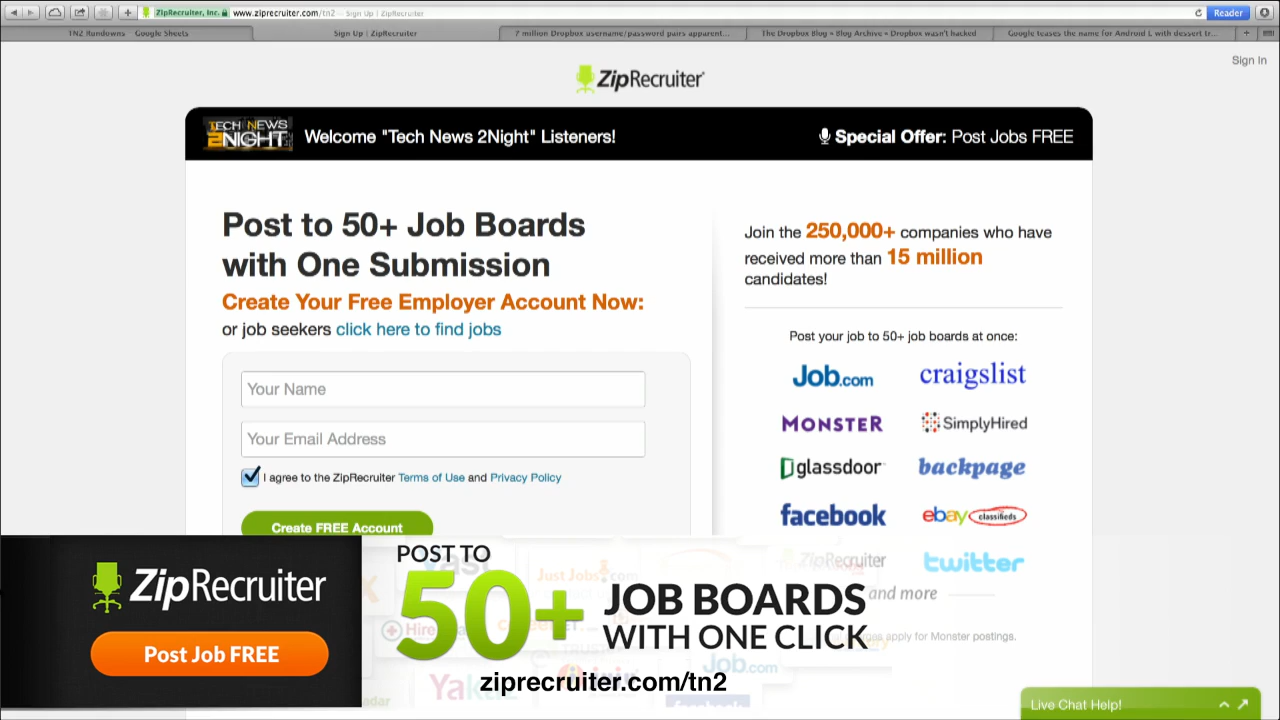 ZipRecruiter, Inc. www.ziprecruiter.com/tn2 — Sign Up | ZipRecruiter
Reader
TN2 Rundowns - Google Sheets
Sign Up | ZipRecruiter
7 million Dropbox username/password pairs apparent...
The Dropbox Blog » Blog Archive » Dropbox wasn't hacked
Google teases the name for Android L with dessert tr...
Sign In
ZipRecruiter
TECH NEWS
2NIGHT
Welcome "Tech News 2Night" Listeners!
Special Offer: Post Jobs FREE
Post to 50+ Job Boards
with One Submission
Create Your Free Employer Account Now:
or job seekers click here to find jobs
Your Name
Your Email Address
I agree to the ZipRecruiter Terms of Use and Privacy Policy
Create FREE Account
Join the 250,000+ companies who have
received more than 15 million
candidates!
Post your job to 50+ job boards at once:
Job.com craigslist
MONSTER SimplyHired
glassdoor backpage
facebook ebay classifieds
ZipRecruiter twitter
and more
apply for Monster postings.
ZipRecruiter
Post Job FREE
POST TO
50+
JOB BOARDS
WITH ONE CLICK
ziprecruiter.com/tn2
Just Jobs.com
Hire
Job.com
facebook
Live Chat Help!